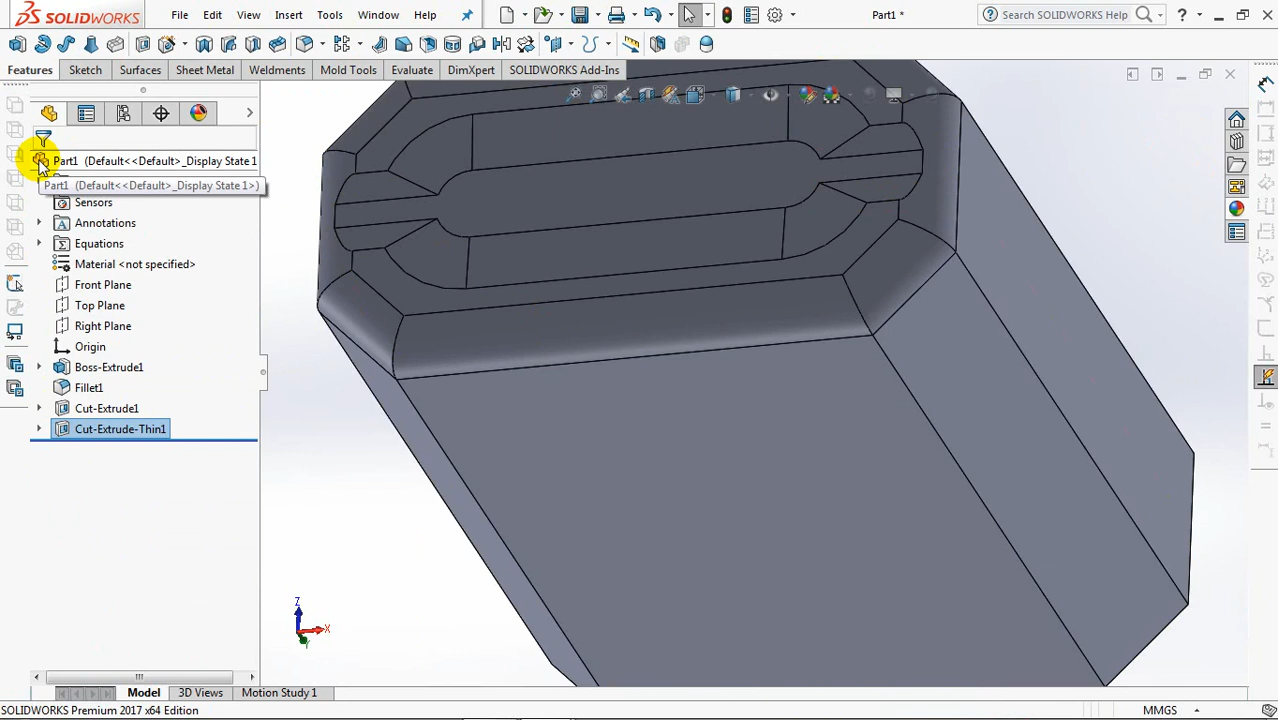 SOLIDWORKS File Edit View Insert Tools Window Help Part1 * Search SOLIDWORKS Help
Features Sketch Surfaces Sheet Metal Weldments Mold Tools Evaluate DimXpert SOLIDWORKS Add-Ins
Part1 (Default<<Default>_Display State 1
Part1 (Default<<Default>_Display State 1>)
Sensors
Annotations
Equations
Material <not specified>
Front Plane
Top Plane
Right Plane
Origin
Boss-Extrude1
Fillet1
Cut-Extrude1
Cut-Extrude-Thin1
Z
X
Y
Model 3D Views Motion Study 1
SOLIDWORKS Premium 2017 x64 Edition MMGS